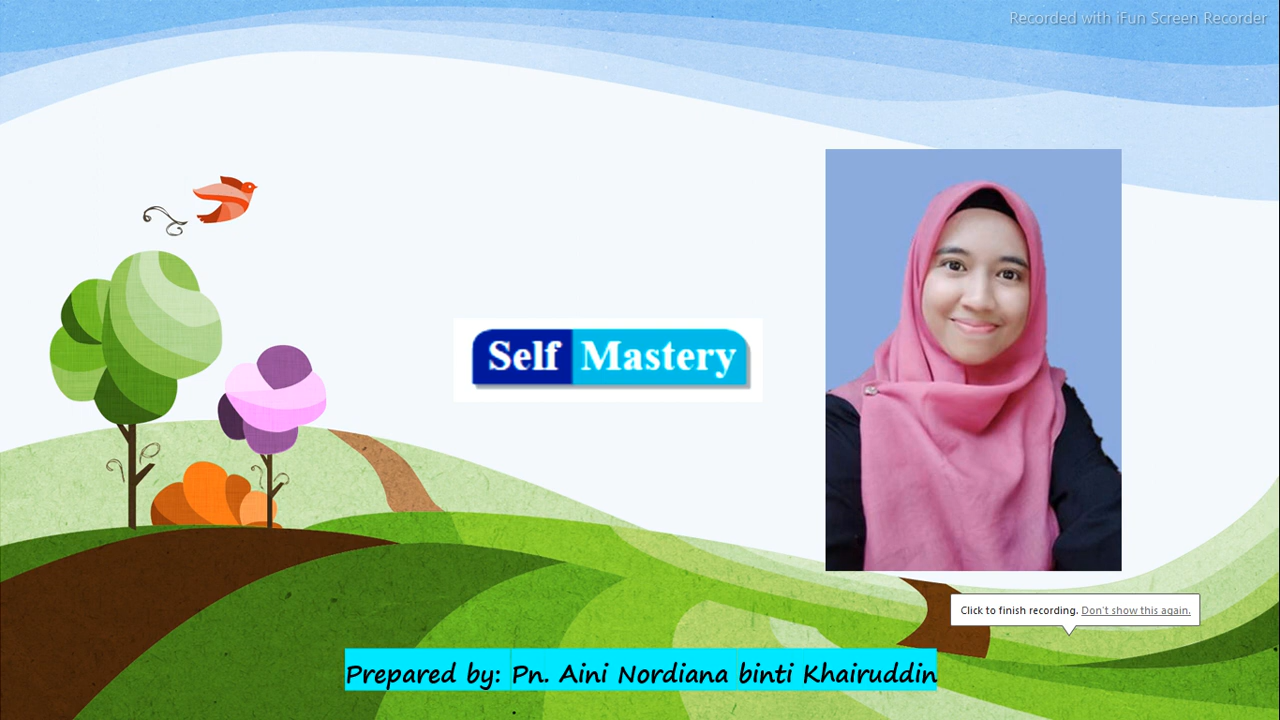 Recorded with iFun Screen Recorder
Self Mastery
Click to finish recording. Don't show this again.
Prepared by: Pn. Aini Nordiana binti Khairuddin